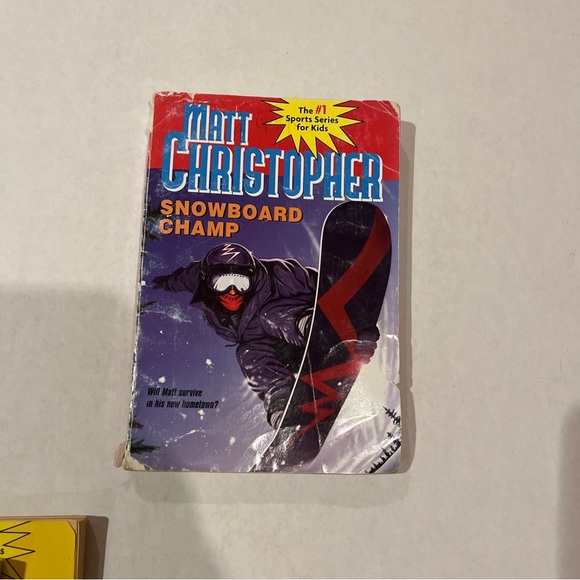 The #1
Sports Series
for Kids
MATT
CHRISTOPHER
SNOWBOARD
CHAMP
Will Matt survive
in his new hometown?